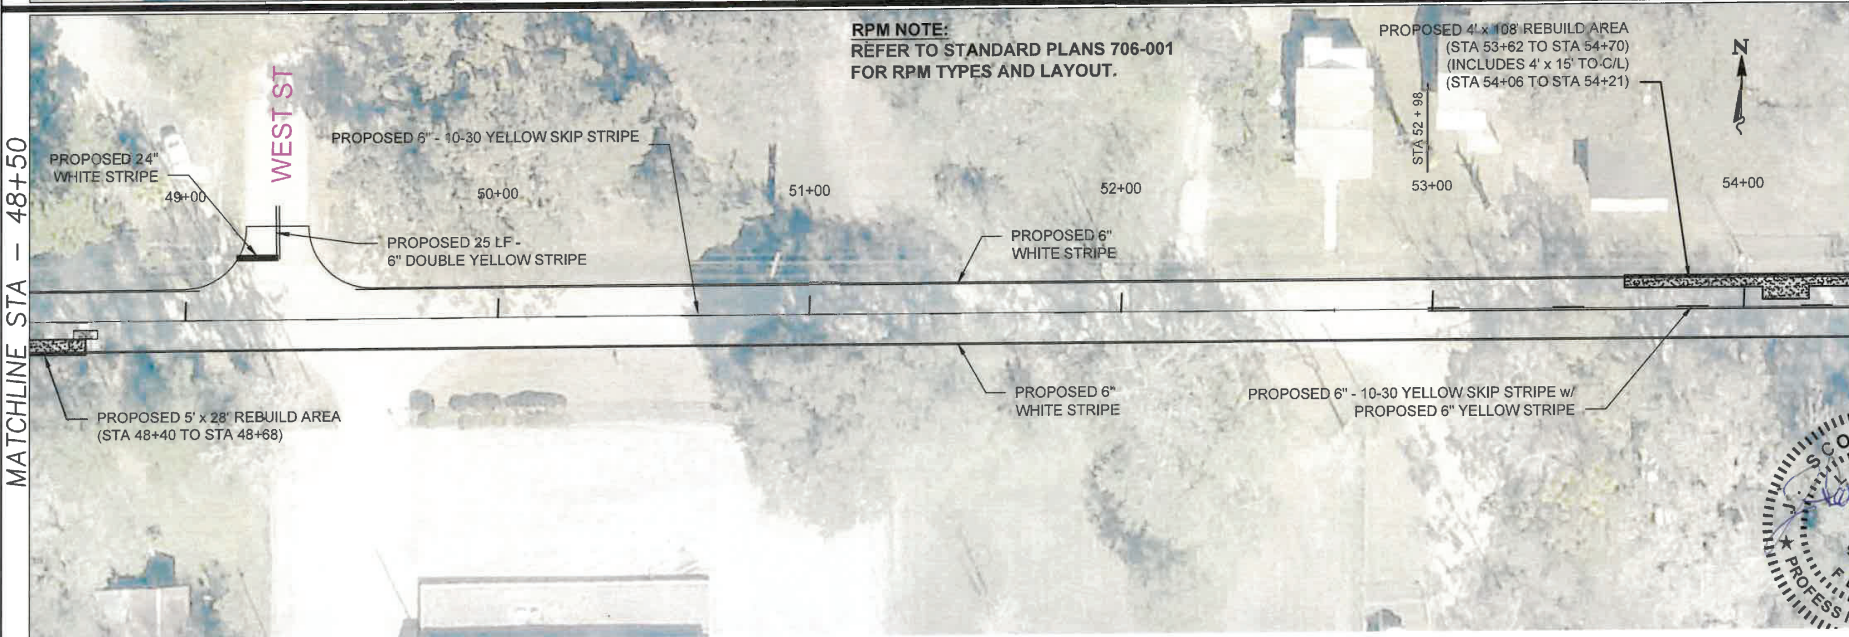 MATCHLINE STA - 48+50
RPM NOTE:
REFER TO STANDARD PLANS 706-001
FOR RPM TYPES AND LAYOUT.
PROPOSED 4' x 108' REBUILD AREA
(STA 53+62 TO STA 54+70)
(INCLUDES 4' x 15' TO C/L)
(STA 54+06 TO STA 54+21)
N
WEST ST
PROPOSED 6" - 10-30 YELLOW SKIP STRIPE
PROPOSED 24"
WHITE STRIPE
STA 52 + 98
49+00
50+00
51+00
52+00
53+00
54+00
PROPOSED 25 LF -
6" DOUBLE YELLOW STRIPE
PROPOSED 6"
WHITE STRIPE
PROPOSED 6"
WHITE STRIPE
PROPOSED 6" - 10-30 YELLOW SKIP STRIPE w/
PROPOSED 6" YELLOW STRIPE
PROPOSED 5' x 28' REBUILD AREA
(STA 48+40 TO STA 48+68)
J. SCO
★ PROFESS